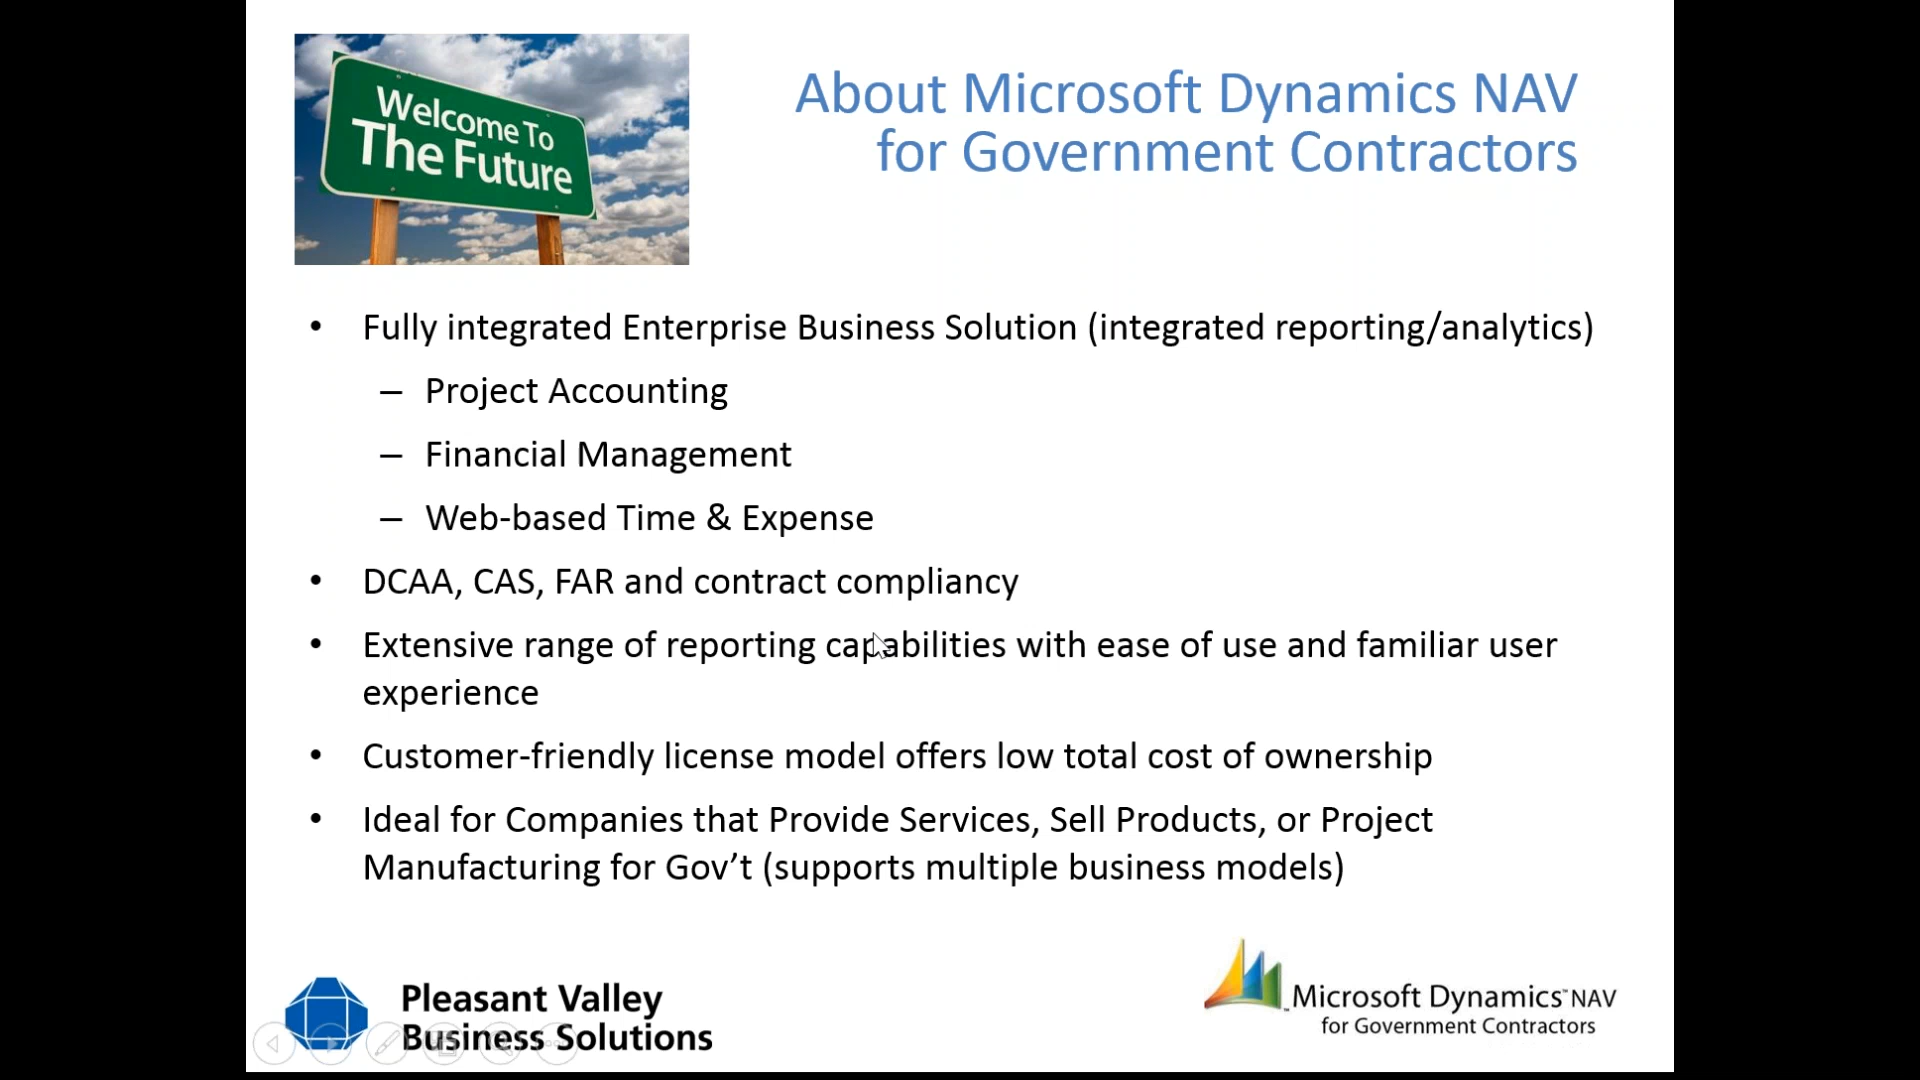 Welcome To
The Future
About Microsoft Dynamics NAV
for Government Contractors
• Fully integrated Enterprise Business Solution (integrated reporting/analytics)
– Project Accounting
– Financial Management
– Web-based Time & Expense
• DCAA, CAS, FAR and contract compliancy
• Extensive range of reporting capabilities with ease of use and familiar user
experience
• Customer-friendly license model offers low total cost of ownership
• Ideal for Companies that Provide Services, Sell Products, or Project
Manufacturing for Gov’t (supports multiple business models)
Pleasant Valley
Business Solutions
Microsoft Dynamics™ NAV
for Government Contractors